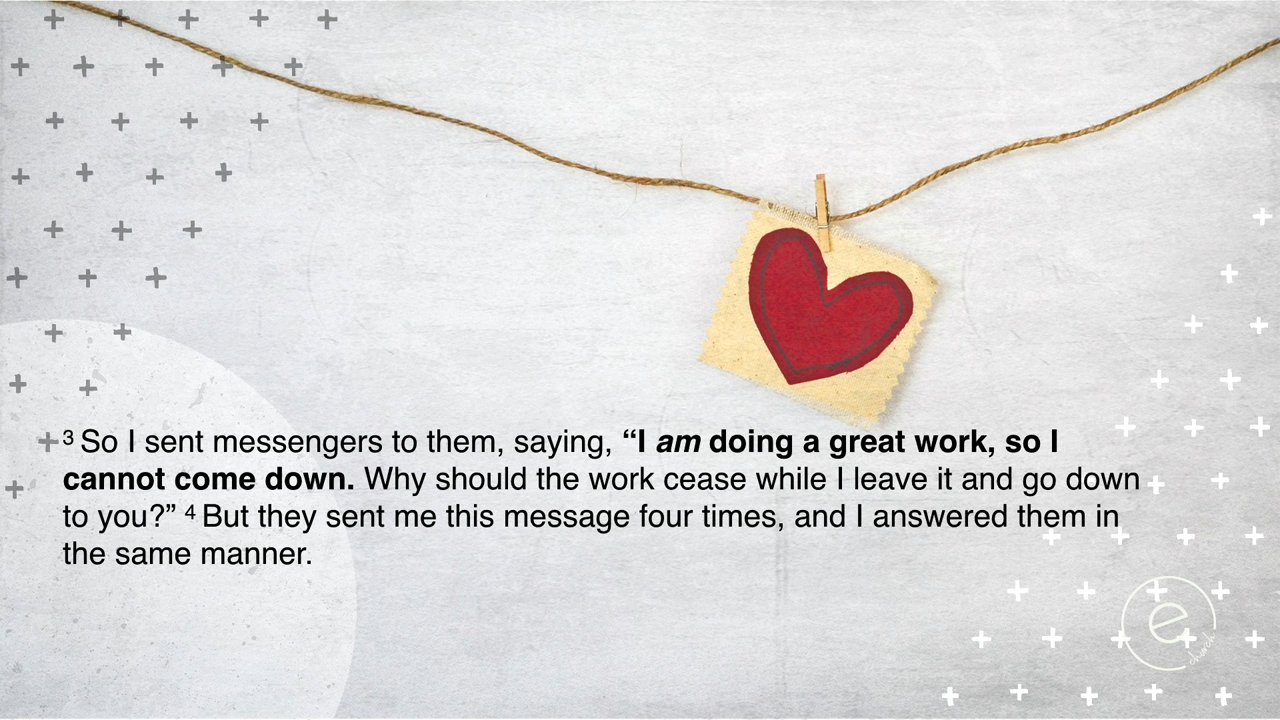 ³ So I sent messengers to them, saying, “I am doing a great work, so I
cannot come down. Why should the work cease while I leave it and go down
to you?” ⁴ But they sent me this message four times, and I answered them in
the same manner.
e
church